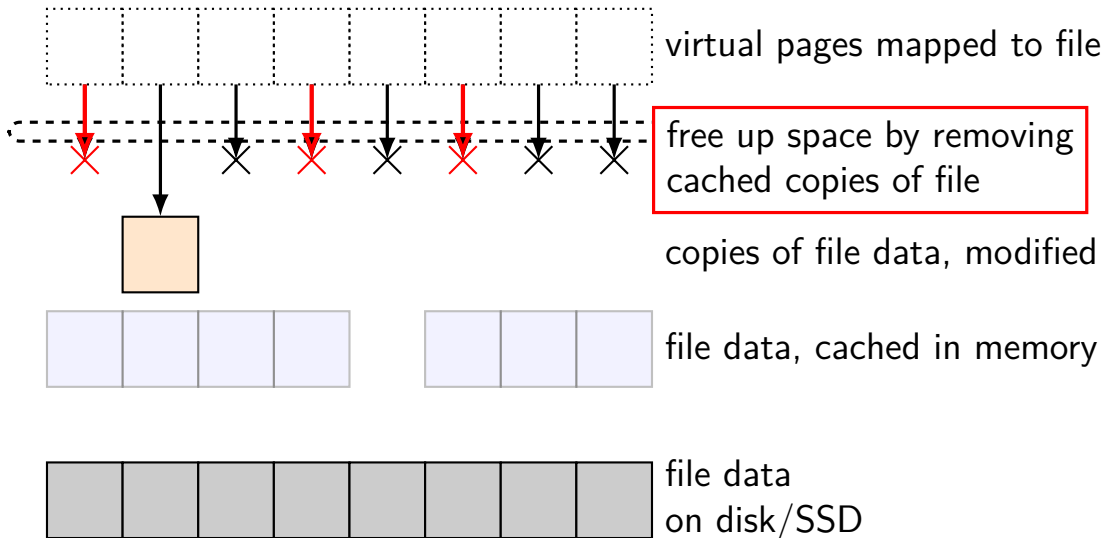 virtual pages mapped to file
free up space by removing
cached copies of file
copies of file data, modified
file data, cached in memory
file data
on disk/SSD